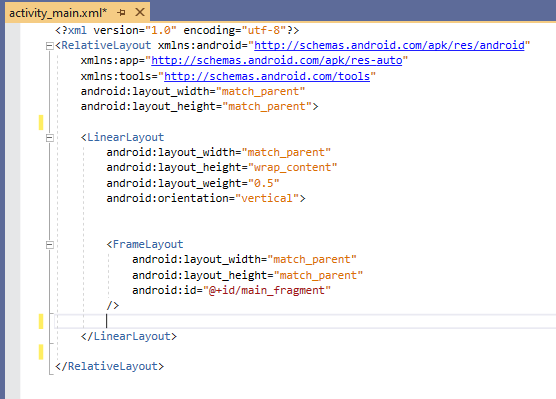 activity_main.xml*
<?xml version="1.0" encoding="utf-8"?>
<RelativeLayout xmlns:android="http://schemas.android.com/apk/res/android"
xmlns:app="http://schemas.android.com/apk/res-auto"
xmlns:tools="http://schemas.android.com/tools"
android:layout_width="match_parent"
android:layout_height="match_parent">
<LinearLayout
android:layout_width="match_parent"
android:layout_height="wrap_content"
android:layout_weight="0.5"
android:orientation="vertical">
<FrameLayout
android:layout_width="match_parent"
android:layout_height="match_parent"
android:id="@+id/main_fragment"
/>
</LinearLayout>
</RelativeLayout>